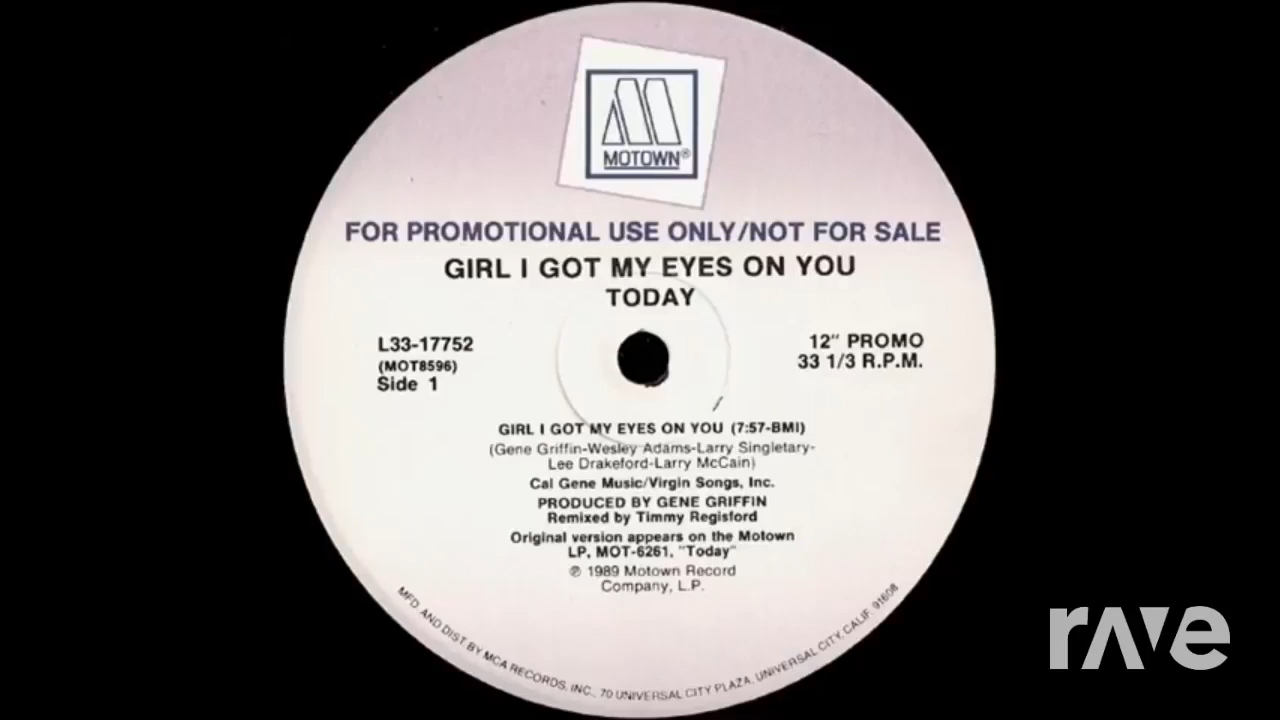 MOTOWN®
FOR PROMOTIONAL USE ONLY/NOT FOR SALE
GIRL I GOT MY EYES ON YOU
TODAY
L33-17752
(MOT8596)
Side 1
12" PROMO
33 1/3 R.P.M.
GIRL I GOT MY EYES ON YOU (7:57-BMI)
(Gene Griffin-Wesley Adams-Larry Singletary-
Lee Drakeford-Larry McCain)
Cal Gene Music/Virgin Songs, Inc.
PRODUCED BY GENE GRIFFIN
Remixed by Timmy Regisford
Original version appears on the Motown
LP, MOT-6261, "Today"
℗ 1989 Motown Record
Company, L.P.
MFD. AND DIST. BY MCA RECORDS, INC., 70 UNIVERSAL CITY PLAZA, UNIVERSAL CITY, CALIF. 91608
rave